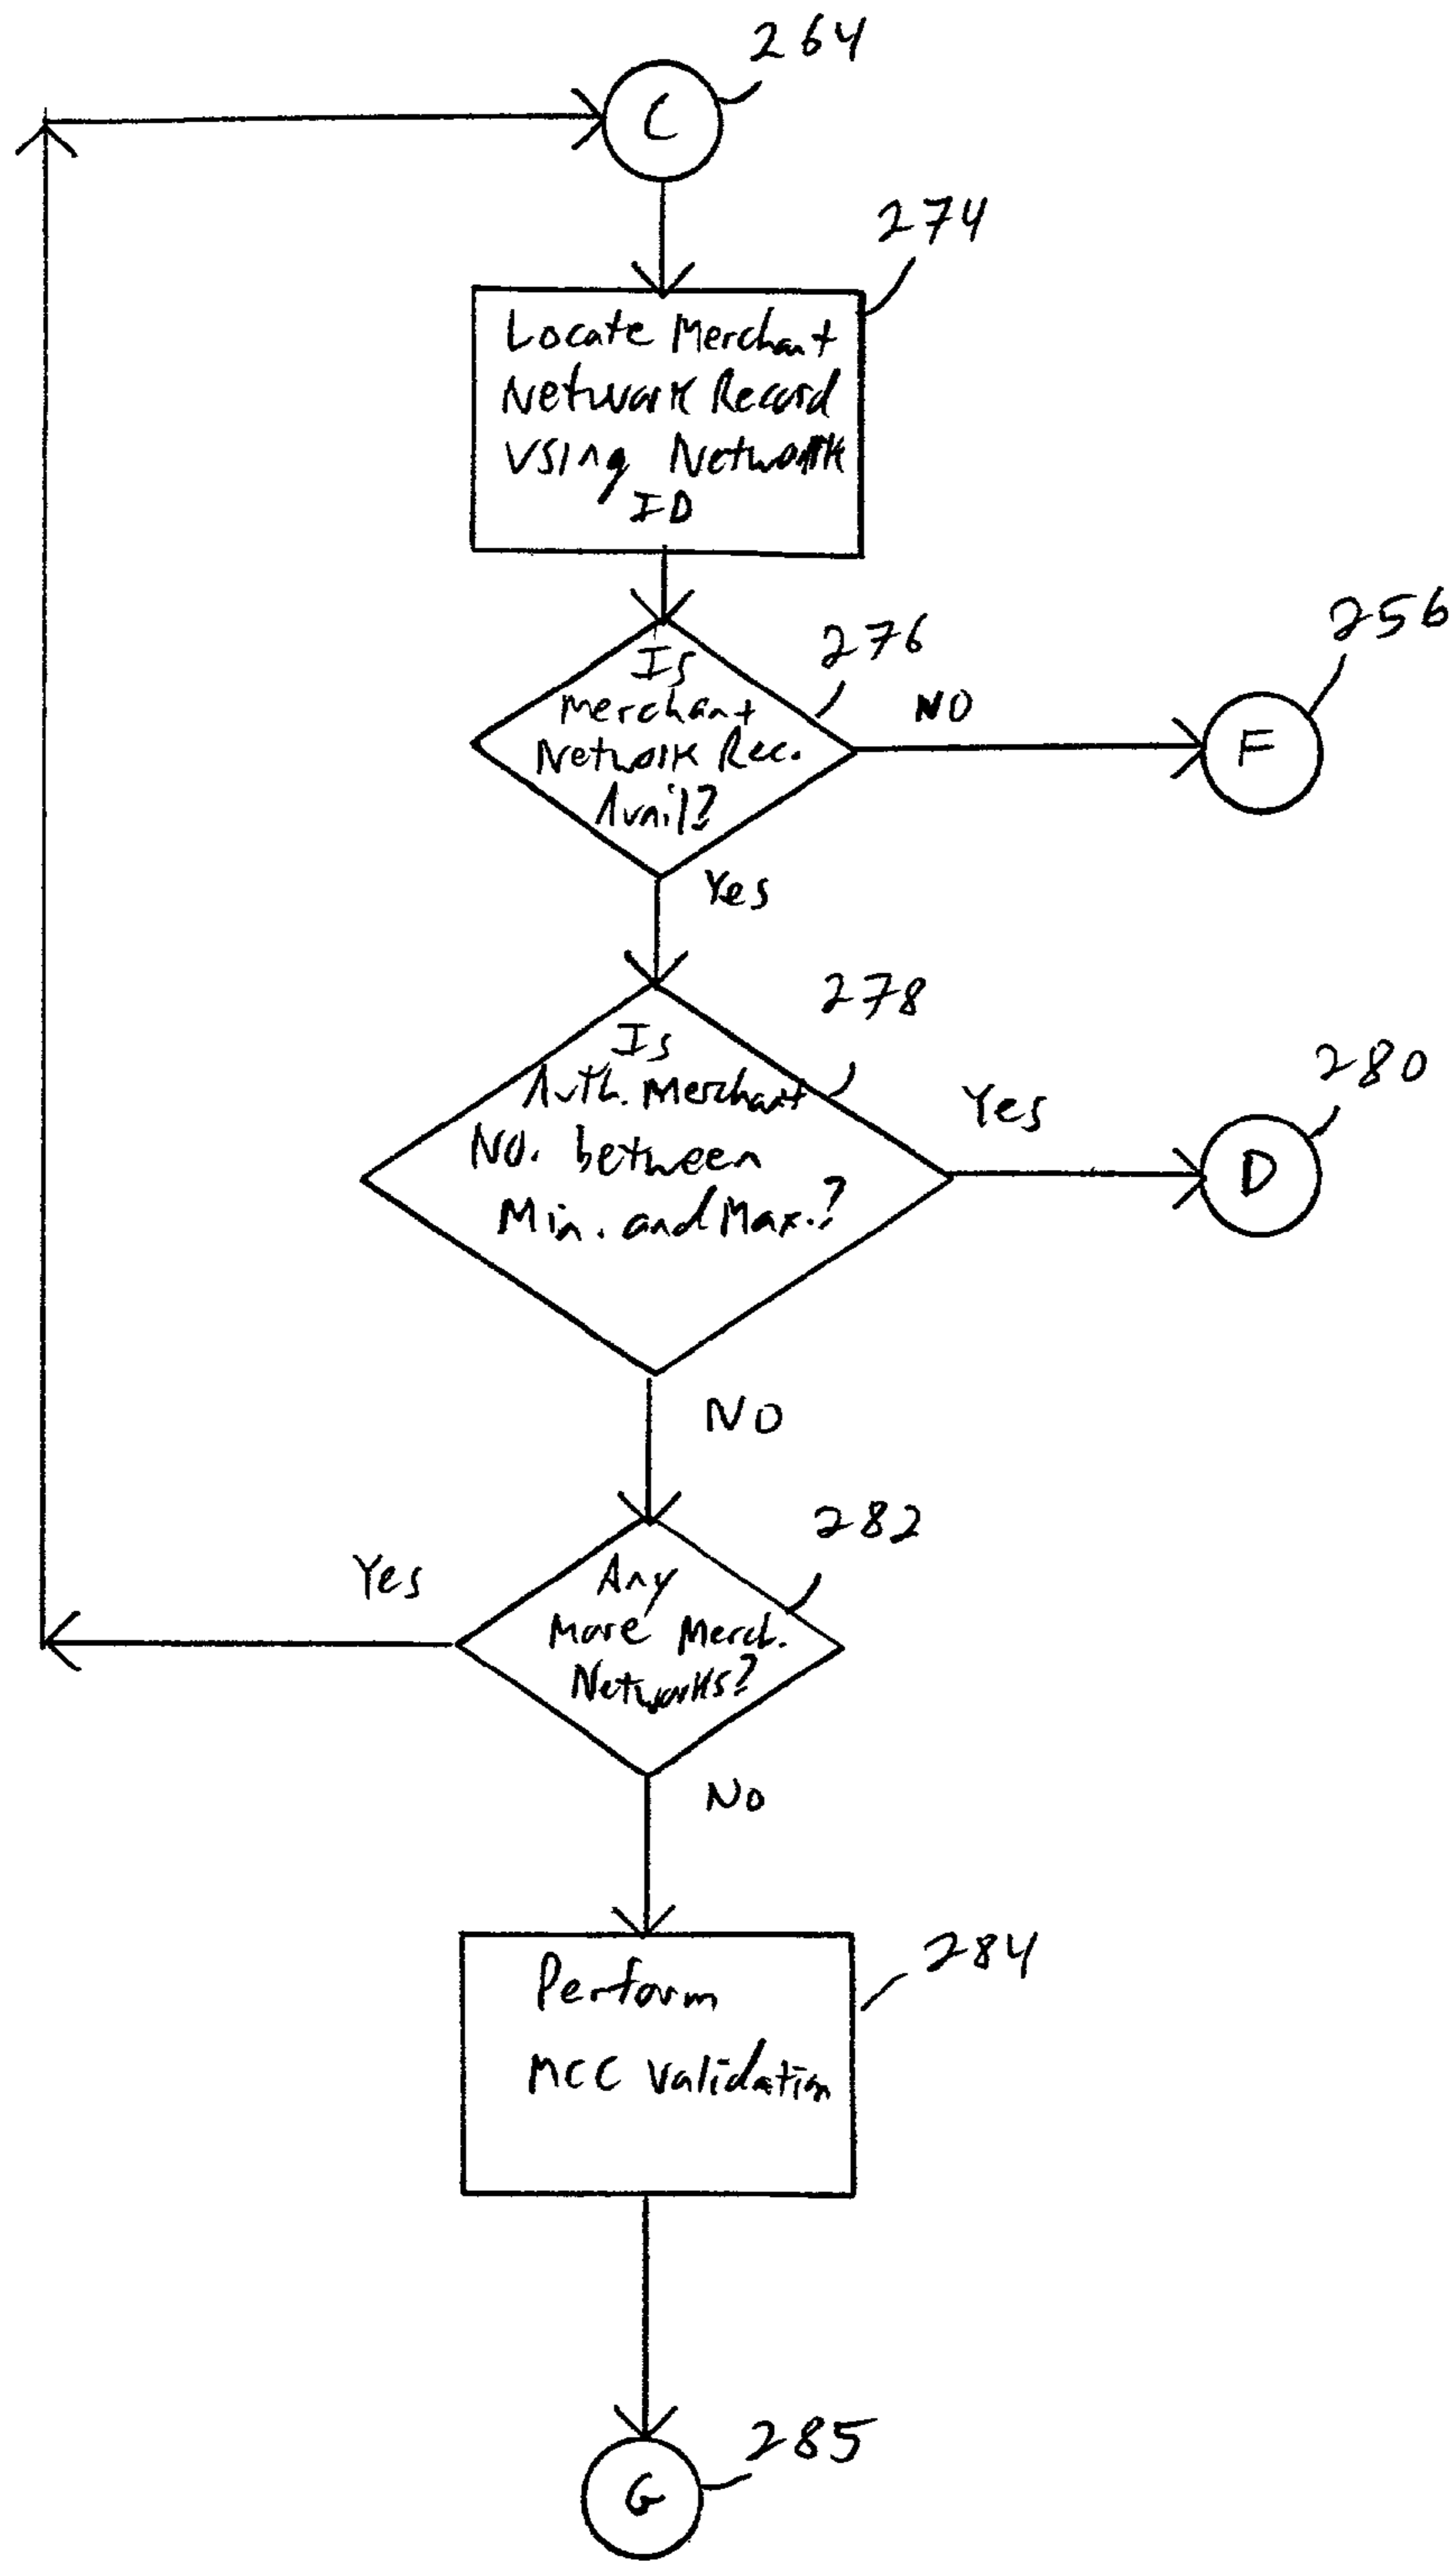 264
C
274
Locate Merchant
Network Record
Using Network
ID
276
Is
Merchant
Network Rec.
Avail?
NO
256
F
Yes
278
Is
Auth. Merchant
NO. between
Min. and Max.?
Yes
280
D
NO
282
Any
More Merch.
Networks?
Yes
No
284
Perform
MCC Validation
285
G